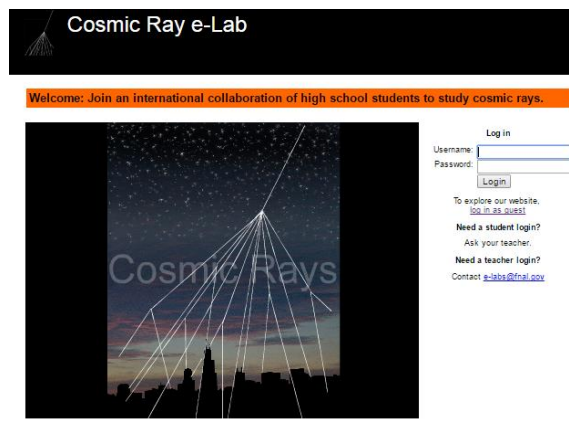 Cosmic Ray e-Lab
Welcome: Join an international collaboration of high school students to study cosmic rays.
Cosmic Rays
Log in
Username:
Password:
Login
To explore our website,
log in as guest
Need a student login?
Ask your teacher.
Need a teacher login?
Contact e-labs@fnal.gov